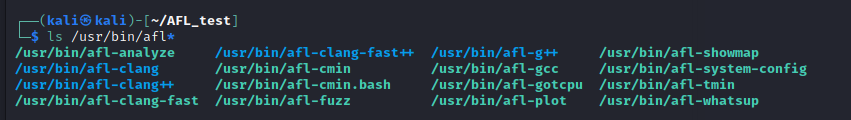 ┌──(kali㉿kali)-[~/AFL_test]
└─$ ls /usr/bin/afl*
/usr/bin/afl-analyze /usr/bin/afl-clang-fast++ /usr/bin/afl-g++ /usr/bin/afl-showmap
/usr/bin/afl-clang /usr/bin/afl-cmin /usr/bin/afl-gcc /usr/bin/afl-system-config
/usr/bin/afl-clang++ /usr/bin/afl-cmin.bash /usr/bin/afl-gotcpu /usr/bin/afl-tmin
/usr/bin/afl-clang-fast /usr/bin/afl-fuzz /usr/bin/afl-plot /usr/bin/afl-whatsup